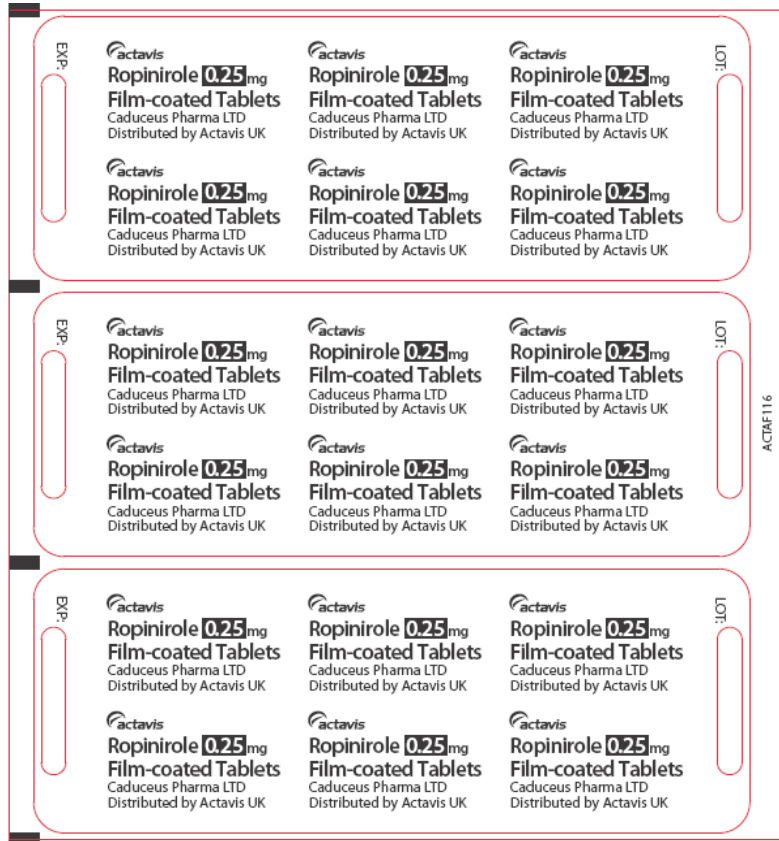 EXP:
actavis
Ropinirole 0.25 mg
Film-coated Tablets
Caduceus Pharma LTD
Distributed by Actavis UK
actavis
Ropinirole 0.25 mg
Film-coated Tablets
Caduceus Pharma LTD
Distributed by Actavis UK
actavis
Ropinirole 0.25 mg
Film-coated Tablets
Caduceus Pharma LTD
Distributed by Actavis UK
LOT:
actavis
Ropinirole 0.25 mg
Film-coated Tablets
Caduceus Pharma LTD
Distributed by Actavis UK
actavis
Ropinirole 0.25 mg
Film-coated Tablets
Caduceus Pharma LTD
Distributed by Actavis UK
actavis
Ropinirole 0.25 mg
Film-coated Tablets
Caduceus Pharma LTD
Distributed by Actavis UK
EXP:
actavis
Ropinirole 0.25 mg
Film-coated Tablets
Caduceus Pharma LTD
Distributed by Actavis UK
actavis
Ropinirole 0.25 mg
Film-coated Tablets
Caduceus Pharma LTD
Distributed by Actavis UK
actavis
Ropinirole 0.25 mg
Film-coated Tablets
Caduceus Pharma LTD
Distributed by Actavis UK
LOT:
actavis
Ropinirole 0.25 mg
Film-coated Tablets
Caduceus Pharma LTD
Distributed by Actavis UK
actavis
Ropinirole 0.25 mg
Film-coated Tablets
Caduceus Pharma LTD
Distributed by Actavis UK
actavis
Ropinirole 0.25 mg
Film-coated Tablets
Caduceus Pharma LTD
Distributed by Actavis UK
ACTAF116
EXP:
actavis
Ropinirole 0.25 mg
Film-coated Tablets
Caduceus Pharma LTD
Distributed by Actavis UK
actavis
Ropinirole 0.25 mg
Film-coated Tablets
Caduceus Pharma LTD
Distributed by Actavis UK
actavis
Ropinirole 0.25 mg
Film-coated Tablets
Caduceus Pharma LTD
Distributed by Actavis UK
LOT:
actavis
Ropinirole 0.25 mg
Film-coated Tablets
Caduceus Pharma LTD
Distributed by Actavis UK
actavis
Ropinirole 0.25 mg
Film-coated Tablets
Caduceus Pharma LTD
Distributed by Actavis UK
actavis
Ropinirole 0.25 mg
Film-coated Tablets
Caduceus Pharma LTD
Distributed by Actavis UK